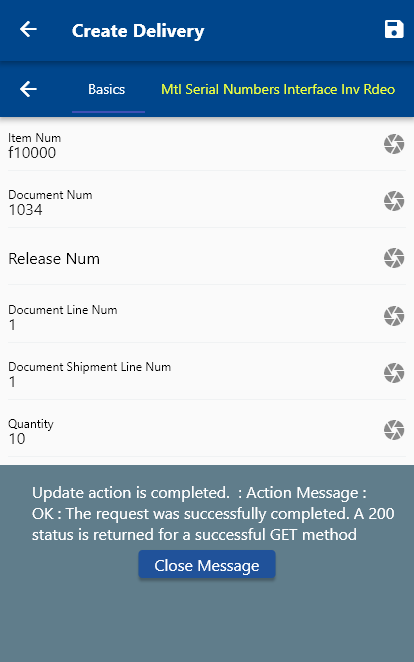 Create Delivery
Basics Mtl Serial Numbers Interface Inv Rdeo
Item Num
f10000
Document Num
1034
Release Num
Document Line Num
1
Document Shipment Line Num
1
Quantity
10
Update action is completed. : Action Message :
OK : The request was successfully completed. A 200
status is returned for a successful GET method
Close Message